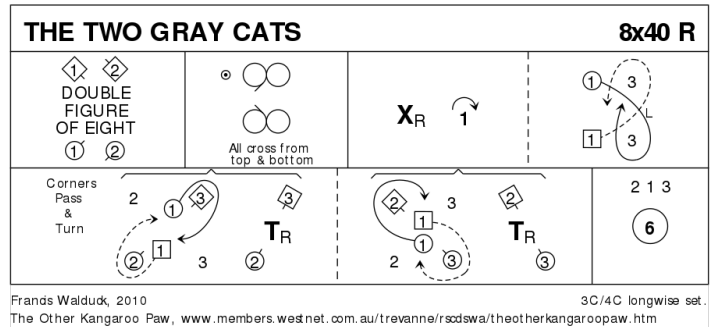 THE TWO GRAY CATS 8x40 R
1 2
DOUBLE
FIGURE
OF EIGHT
1 2
All cross from
top & bottom
XR 1
1 3
L
1 3
Corners
Pass
&
Turn
2 1 3 3
TR
2 1 3 2
2 1 3 2
TR
1
2 3 3
2 1 3
6
Francis Walduck, 2010 3C/4C longwise set.
The Other Kangaroo Paw, www.members.westnet.com.au/trevanne/rscdswa/theotherkangaroopaw.htm